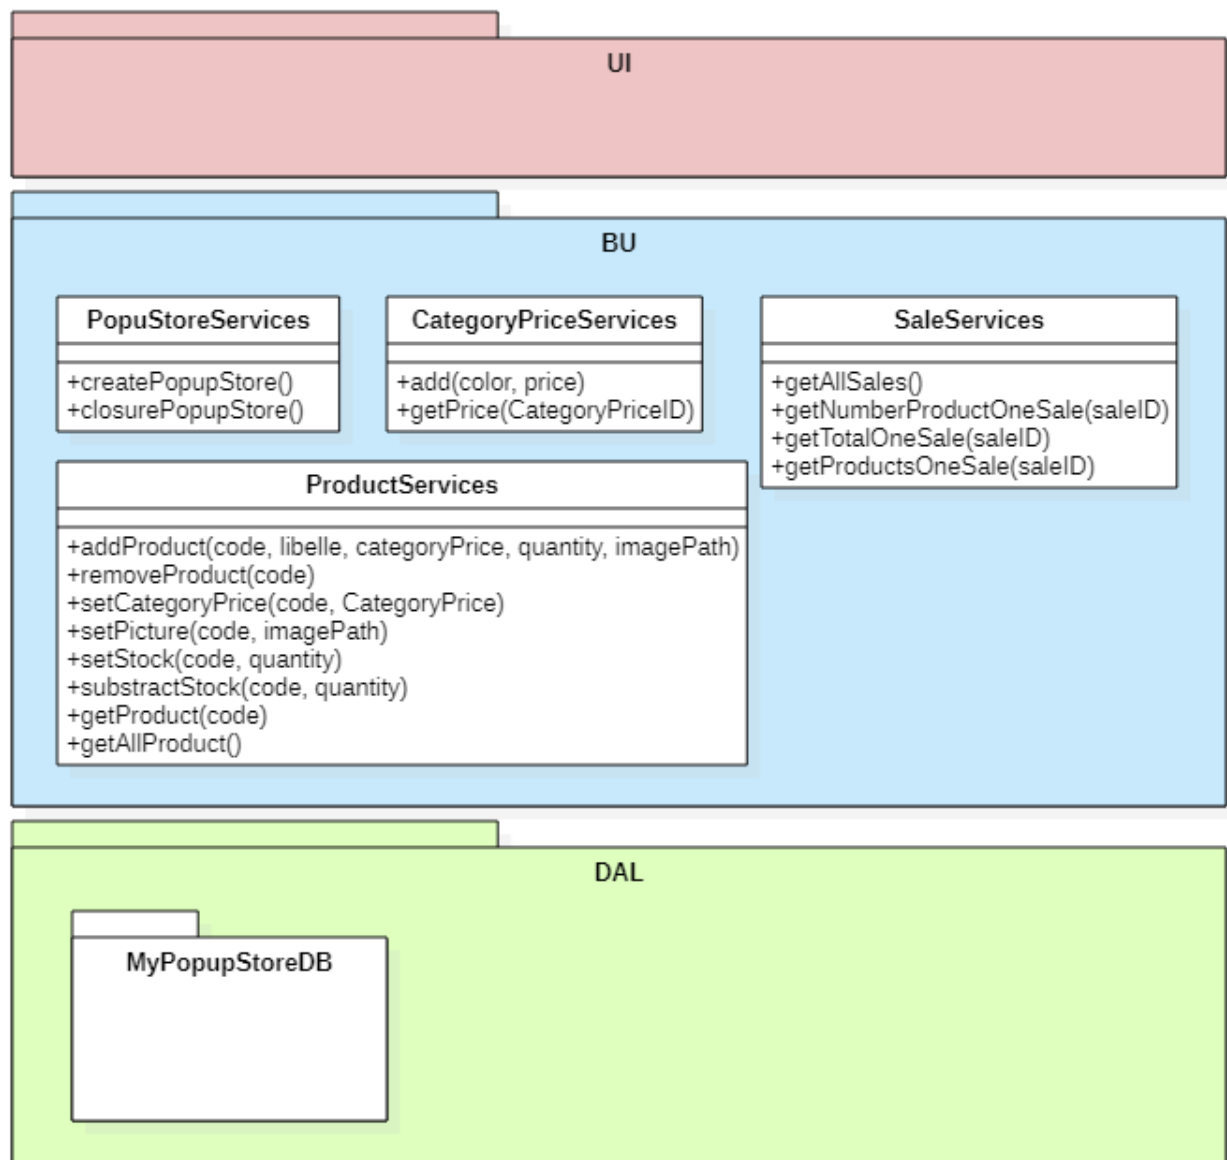 UI
BU
PopuStoreServices
+createPopupStore()
+closurePopupStore()
CategoryPriceServices
+add(color, price)
+getPrice(CategoryPriceID)
SaleServices
+getAllSales()
+getNumberProductOneSale(saleID)
+getTotalOneSale(saleID)
+getProductsOneSale(saleID)
ProductServices
+addProduct(code, libelle, categoryPrice, quantity, imagePath)
+removeProduct(code)
+setCategoryPrice(code, CategoryPrice)
+setPicture(code, imagePath)
+setStock(code, quantity)
+substractStock(code, quantity)
+getProduct(code)
+getAllProduct()
DAL
MyPopupStoreDB